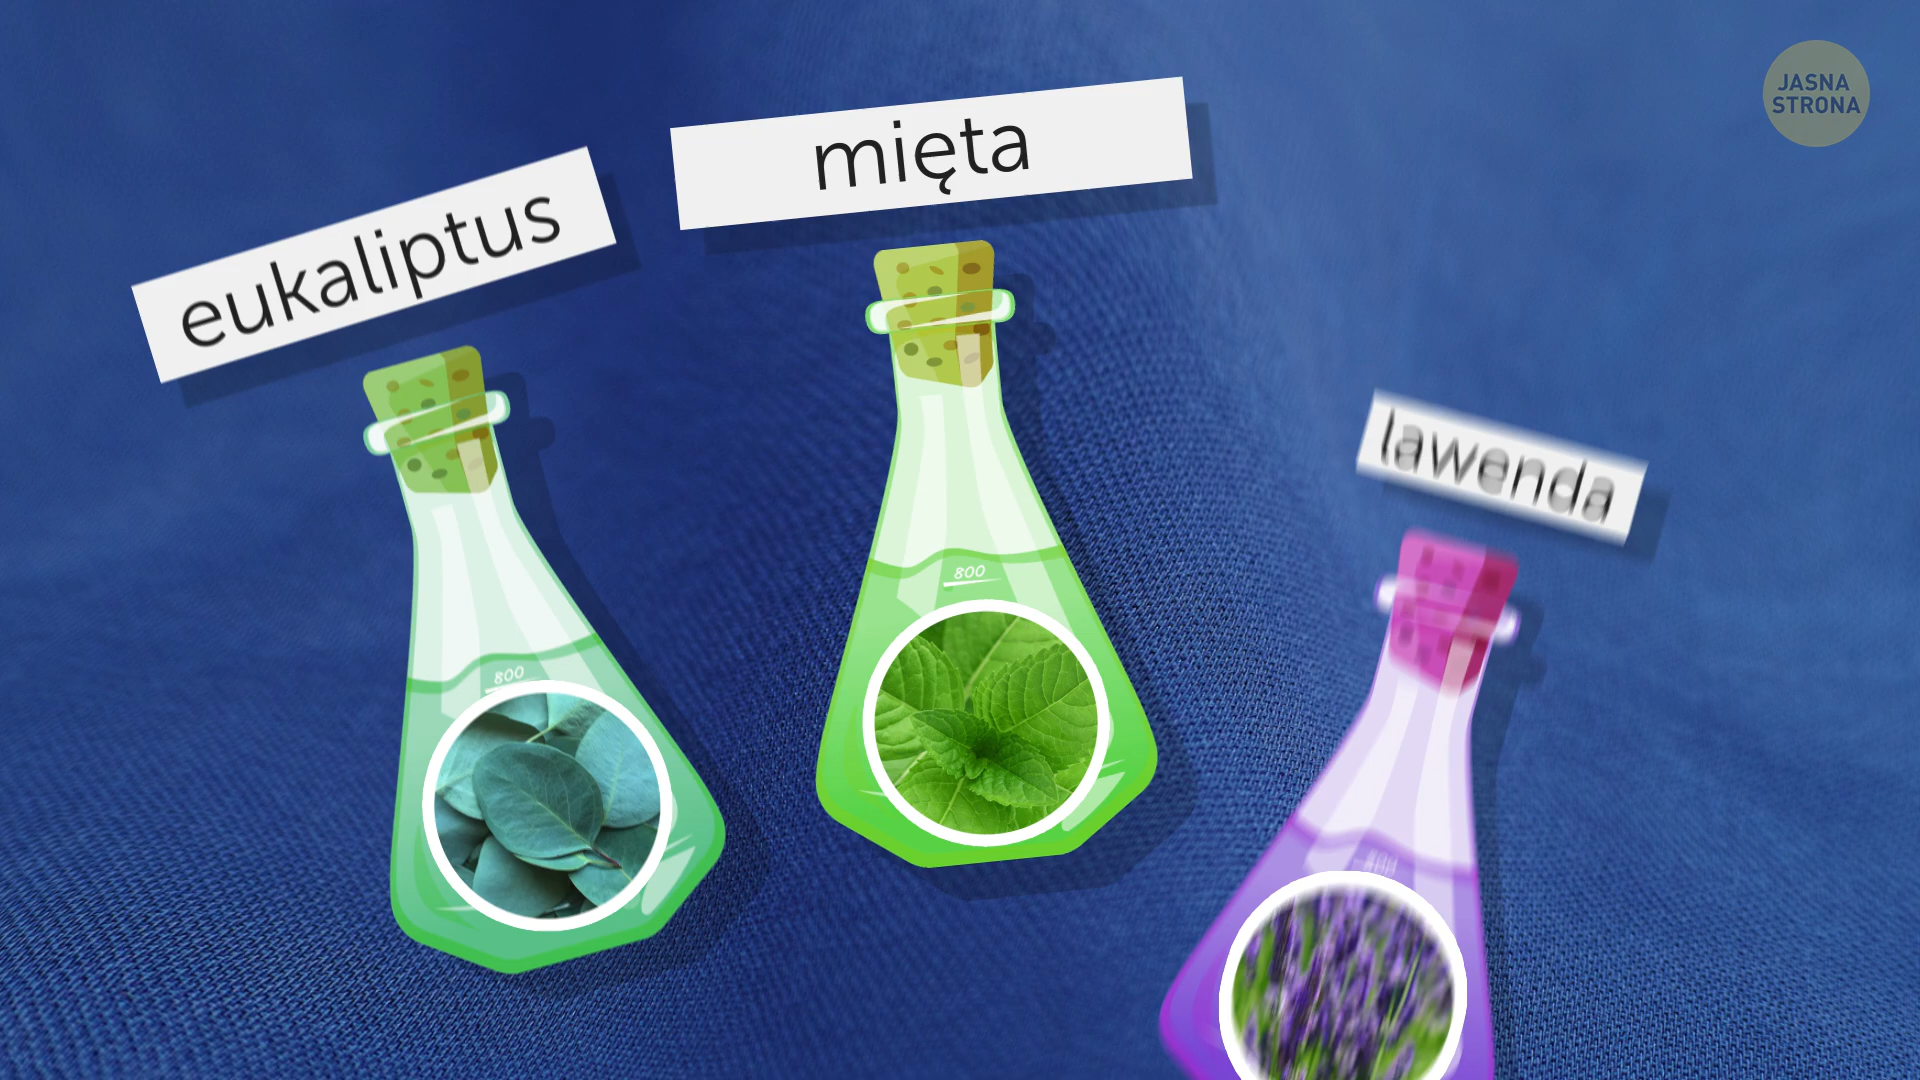 eukaliptus
mięta
lawenda
800
800
JASNA
STRONA